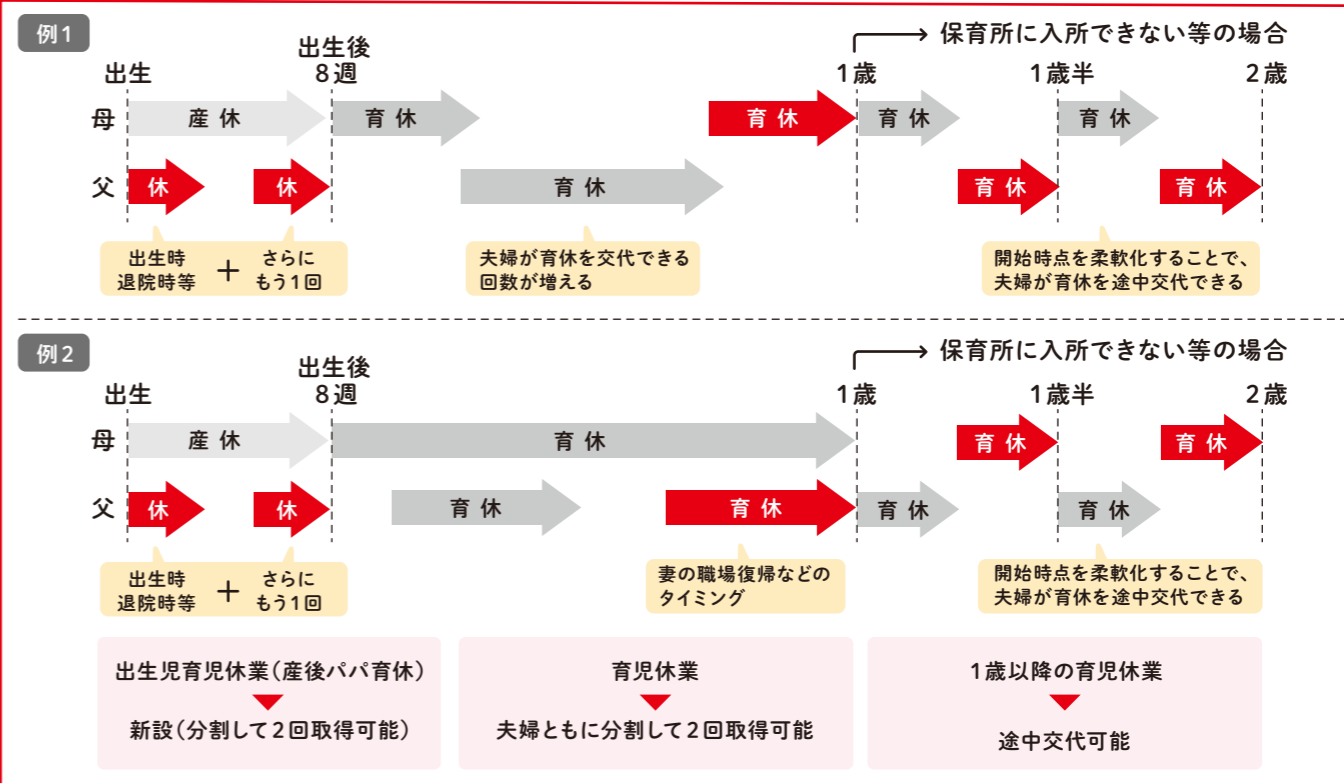 例1
保育所に入所できない等の場合
出生
出生後
8週
1歳
1歳半
2歳
母
産休
育休
育休
育休
育休
父
休
休
育休
育休
育休
出生時
退院時等
+
さらに
もう1回
夫婦が育休を交代できる
回数が増える
開始時点を柔軟化することで、
夫婦が育休を途中交代できる
例2
保育所に入所できない等の場合
出生
出生後
8週
1歳
1歳半
2歳
母
産休
育休
育休
育休
父
休
休
育休
育休
育休
育休
出生時
退院時等
+
さらに
もう1回
妻の職場復帰などの
タイミング
開始時点を柔軟化することで、
夫婦が育休を途中交代できる
出生児育児休業(産後パパ育休)
新設(分割して2回取得可能)
育児休業
夫婦ともに分割して2回取得可能
1歳以降の育児休業
途中交代可能